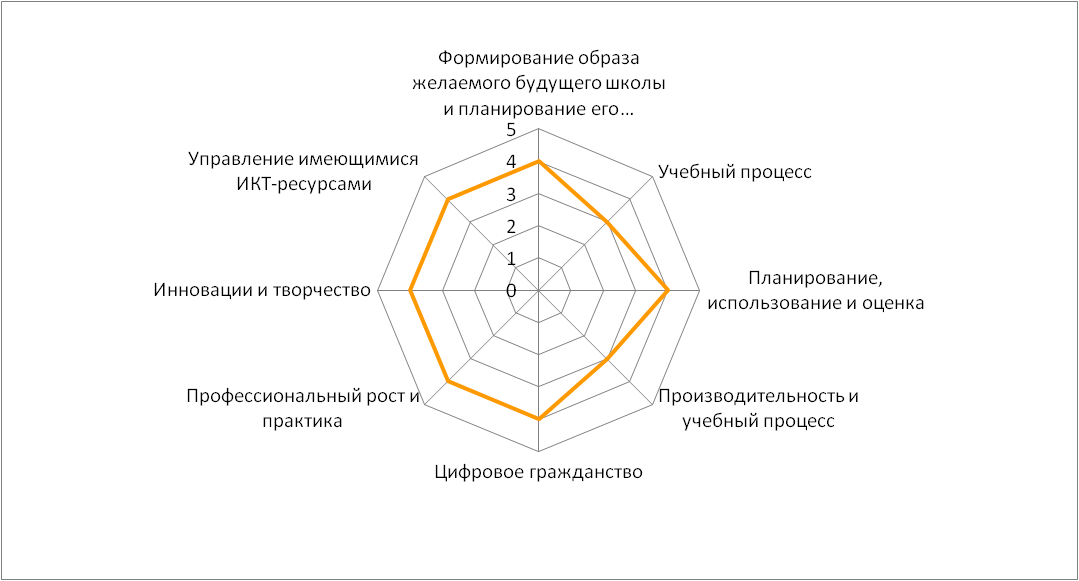 Формирование образа
желаемого будущего школы
и планирование его…
5
4
3
2
1
0
Учебный процесс
Планирование,
использование и оценка
Производительность и
учебный процесс
Цифровое гражданство
Профессиональный рост и
практика
Инновации и творчество
Управление имеющимися
ИКТ-ресурсами